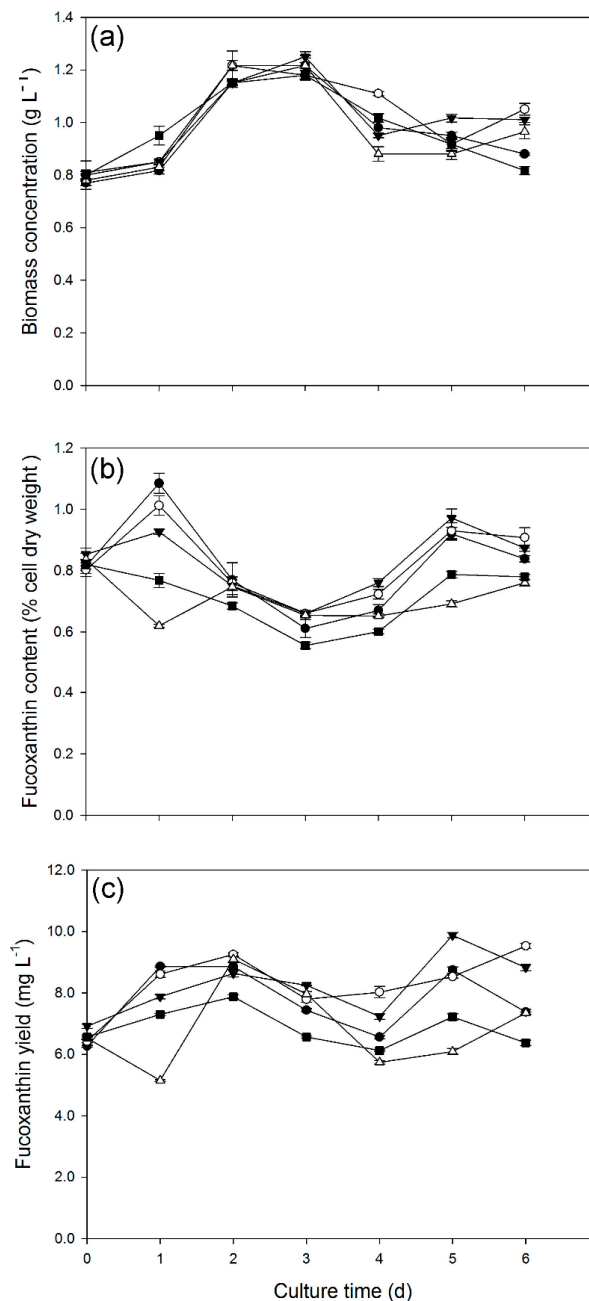 (a)
Biomass concentration (g L⁻¹)
1.4
1.2
1.0
0.8
0.6
0.4
0.2
0.0
(b)
Fucoxanthin content (% cell dry weight )
1.2
1.0
0.8
0.6
0.4
0.2
0.0
(c)
Fucoxanthin yield (mg L⁻¹)
12.0
10.0
8.0
6.0
4.0
2.0
0.0
0 1 2 3 4 5 6
Culture time (d)